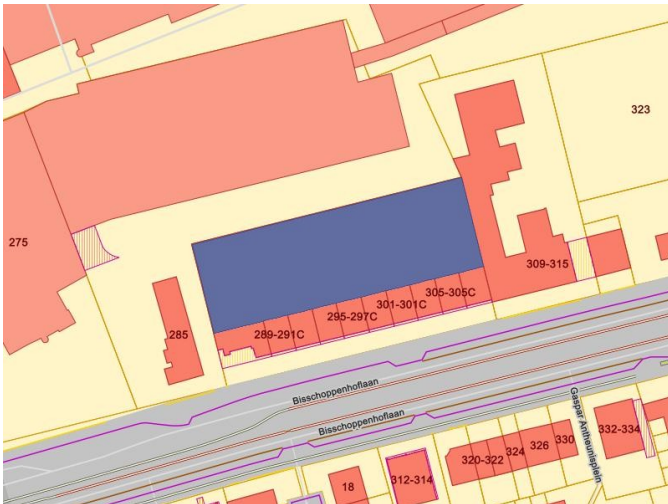 323
275
309-315
305-305C
301-301C
295-297C
289-291C
285
Bisschoppenhoflaan
Bisschoppenhoflaan
Gaspar Antheunisplein
332-334
330
326
324
320-322
312-314
18